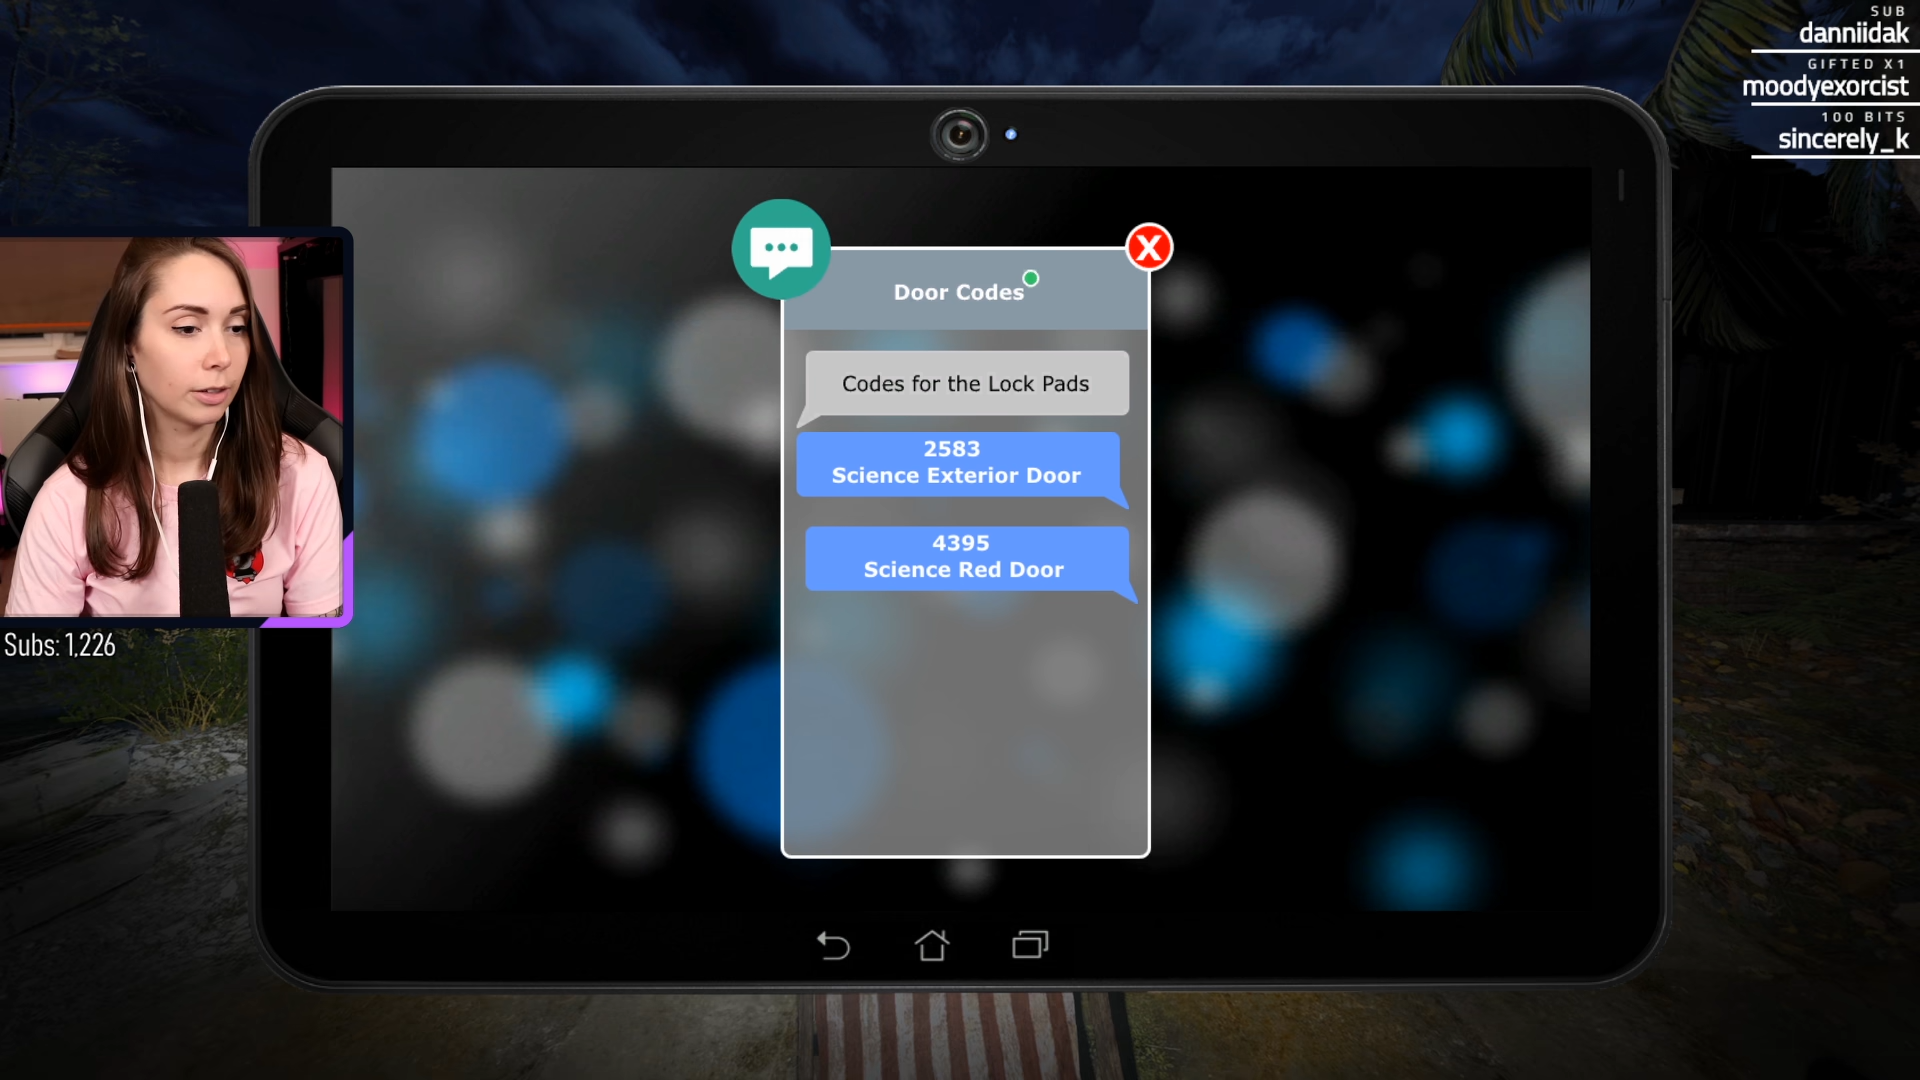 SUB
danniidak
GIFTED X1
moodyexorcist
100 BITS
sincerely_k
X
Door Codes
Codes for the Lock Pads
2583
Science Exterior Door
4395
Science Red Door
Subs: 1,226